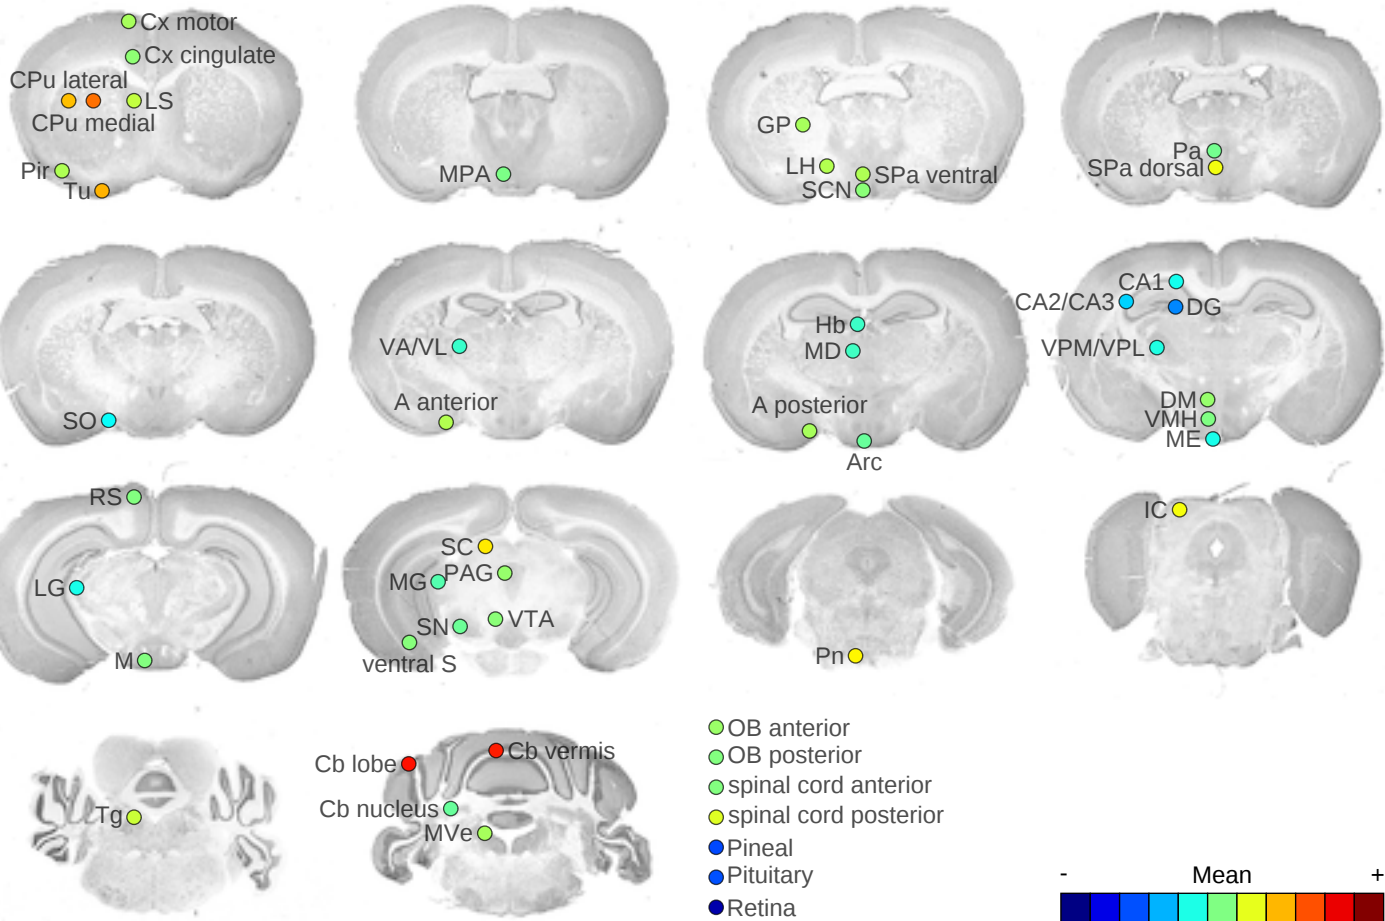 Cx motor
Cx cingulate
CPu lateral
LS
CPu medial
Pir
Tu
MPA
GP
LH
SPa ventral
SCN
Pa
SPa dorsal
SO
VA/VL
A anterior
Hb
MD
A posterior
Arc
CA1
CA2/CA3
DG
VPM/VPL
DM
VMH
ME
RS
LG
M
SC
PAG
MG
VTA
SN
ventral S
Pn
IC
Tg
Cb lobe
Cb vermis
Cb nucleus
MVe
OB anterior
OB posterior
spinal cord anterior
spinal cord posterior
Pineal
Pituitary
Retina
- Mean +